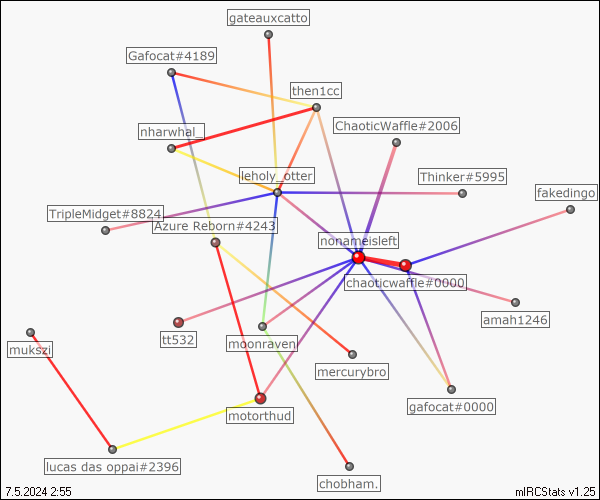 gateauxcatto
Gafocat#4189
then1cc
ChaoticWaffle#2006
nharwhal_
leholy_otter
Thinker#5995
fakedingo
TripleMidget#8824
Azure Reborn#4243
nonameisleft
chaoticwaffle#0000
amah1246
tt532
moonraven
mukszi
mercurybro
gafocat#0000
motorthud
lucas das oppai#2396
chobham.
7.5.2024 2:55
mIRCStats v1.25